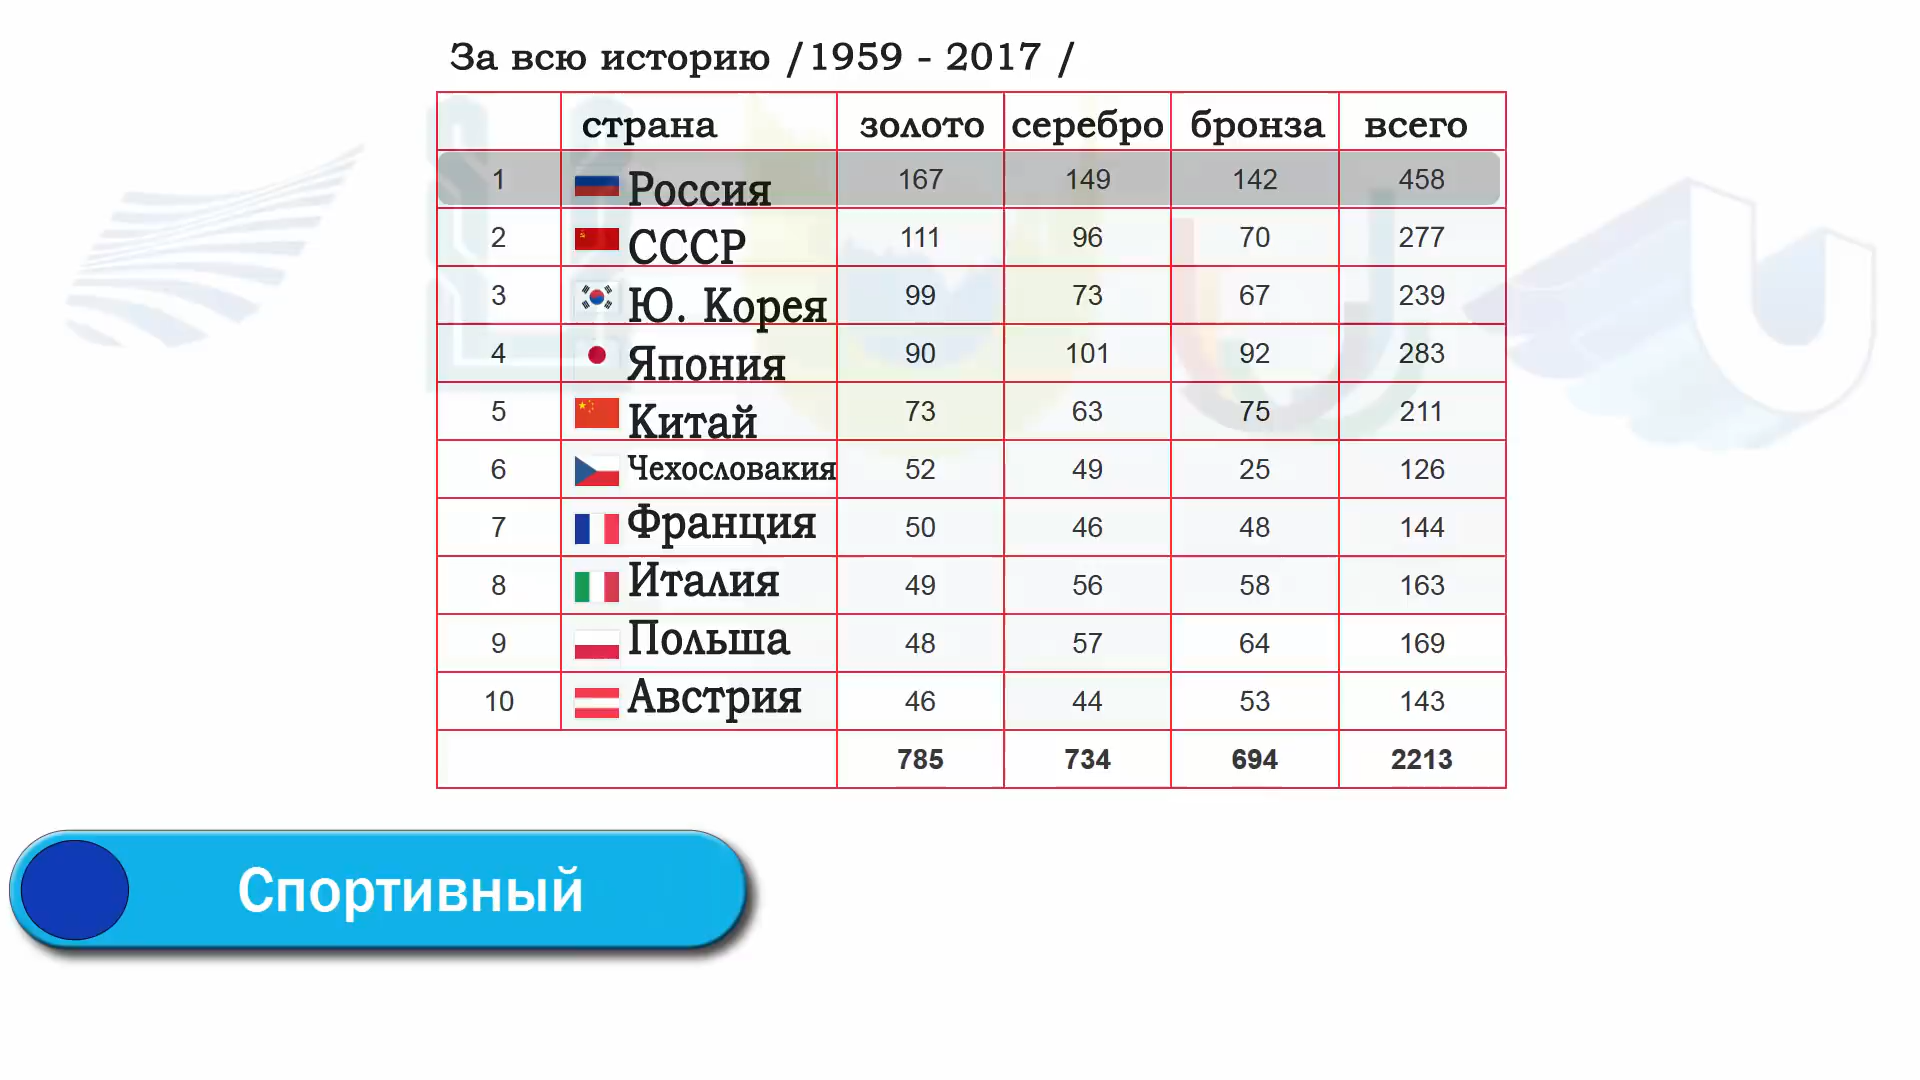 За всю историю /1959 - 2017 /
страна золото серебро бронза всего
1 Россия 167 149 142 458
2 СССР 111 96 70 277
3 Ю. Корея 99 73 67 239
4 Япония 90 101 92 283
5 Китай 73 63 75 211
6 Чехословакия 52 49 25 126
7 Франция 50 46 48 144
8 Италия 49 56 58 163
9 Польша 48 57 64 169
10 Австрия 46 44 53 143
785 734 694 2213
Спортивный